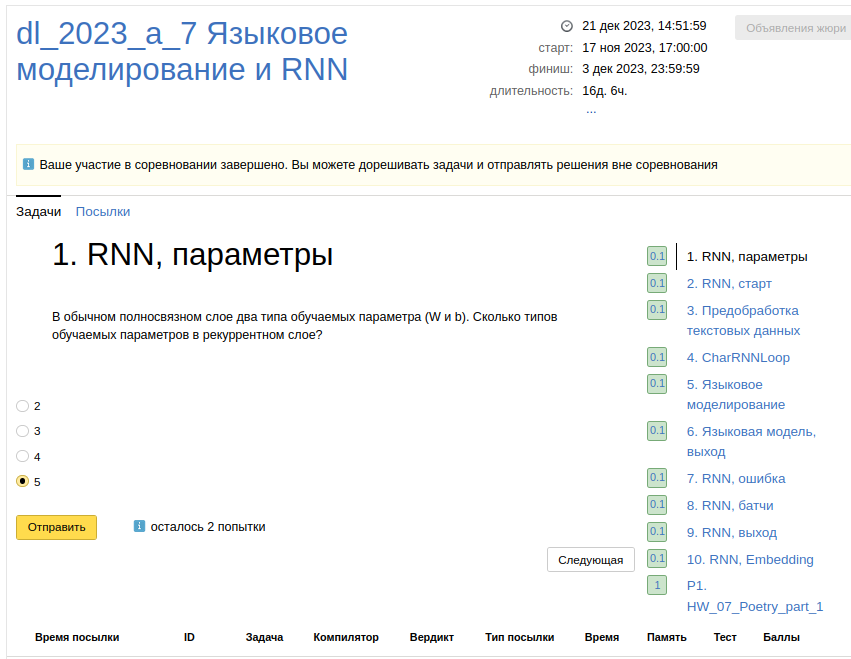 dl_2023_a_7 Языковое
моделирование и RNN
21 дек 2023, 14:51:59
старт: 17 ноя 2023, 17:00:00
финиш: 3 дек 2023, 23:59:59
длительность: 16д. 6ч.
...
Объявления жюри
Ваше участие в соревновании завершено. Вы можете дорешивать задачи и отправлять решения вне соревнования
Задачи Посылки
1. RNN, параметры
В обычном полносвязном слое два типа обучаемых параметра (W и b). Сколько типов
обучаемых параметров в рекуррентном слое?
2
3
4
5
Отправить
осталось 2 попытки
Следующая
0.1 1. RNN, параметры
0.1 2. RNN, старт
0.1 3. Предобработка
текстовых данных
0.1 4. CharRNNLoop
0.1 5. Языковое
моделирование
0.1 6. Языковая модель,
выход
0.1 7. RNN, ошибка
0.1 8. RNN, батчи
0.1 9. RNN, выход
0.1 10. RNN, Embedding
1 P1.
HW_07_Poetry_part_1
Время посылки ID Задача Компилятор Вердикт Тип посылки Время Память Тест Баллы